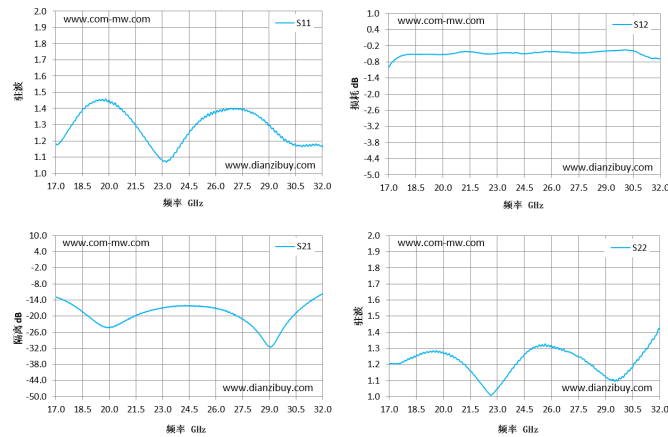 2.0
1.9
1.8
1.7
1.6
1.5
1.4
1.3
1.2
1.1
1.0
驻波
www.com-mw.com
S11
www.dianzibuy.com
17.0 18.5 20.0 21.5 23.0 24.5 26.0 27.5 29.0 30.5 32.0
频率 GHz
1.0
0.4
-0.2
-0.8
-1.4
-2.0
-2.6
-3.2
-3.8
-4.4
-5.0
损耗 dB
www.com-mw.com
S12
www.dianzibuy.com
17.0 18.5 20.0 21.5 23.0 24.5 26.0 27.5 29.0 30.5 32.0
频率 GHz
10.0
4.0
-2.0
-8.0
-14.0
-20.0
-26.0
-32.0
-38.0
-44.0
-50.0
隔离 dB
www.com-mw.com
S21
www.dianzibuy.com
17.0 18.5 20.0 21.5 23.0 24.5 26.0 27.5 29.0 30.5 32.0
频率 GHz
2.0
1.9
1.8
1.7
1.6
1.5
1.4
1.3
1.2
1.1
1.0
驻波
www.com-mw.com
S22
www.dianzibuy.com
17.0 18.5 20.0 21.5 23.0 24.5 26.0 27.5 29.0 30.5 32.0
频率 GHz